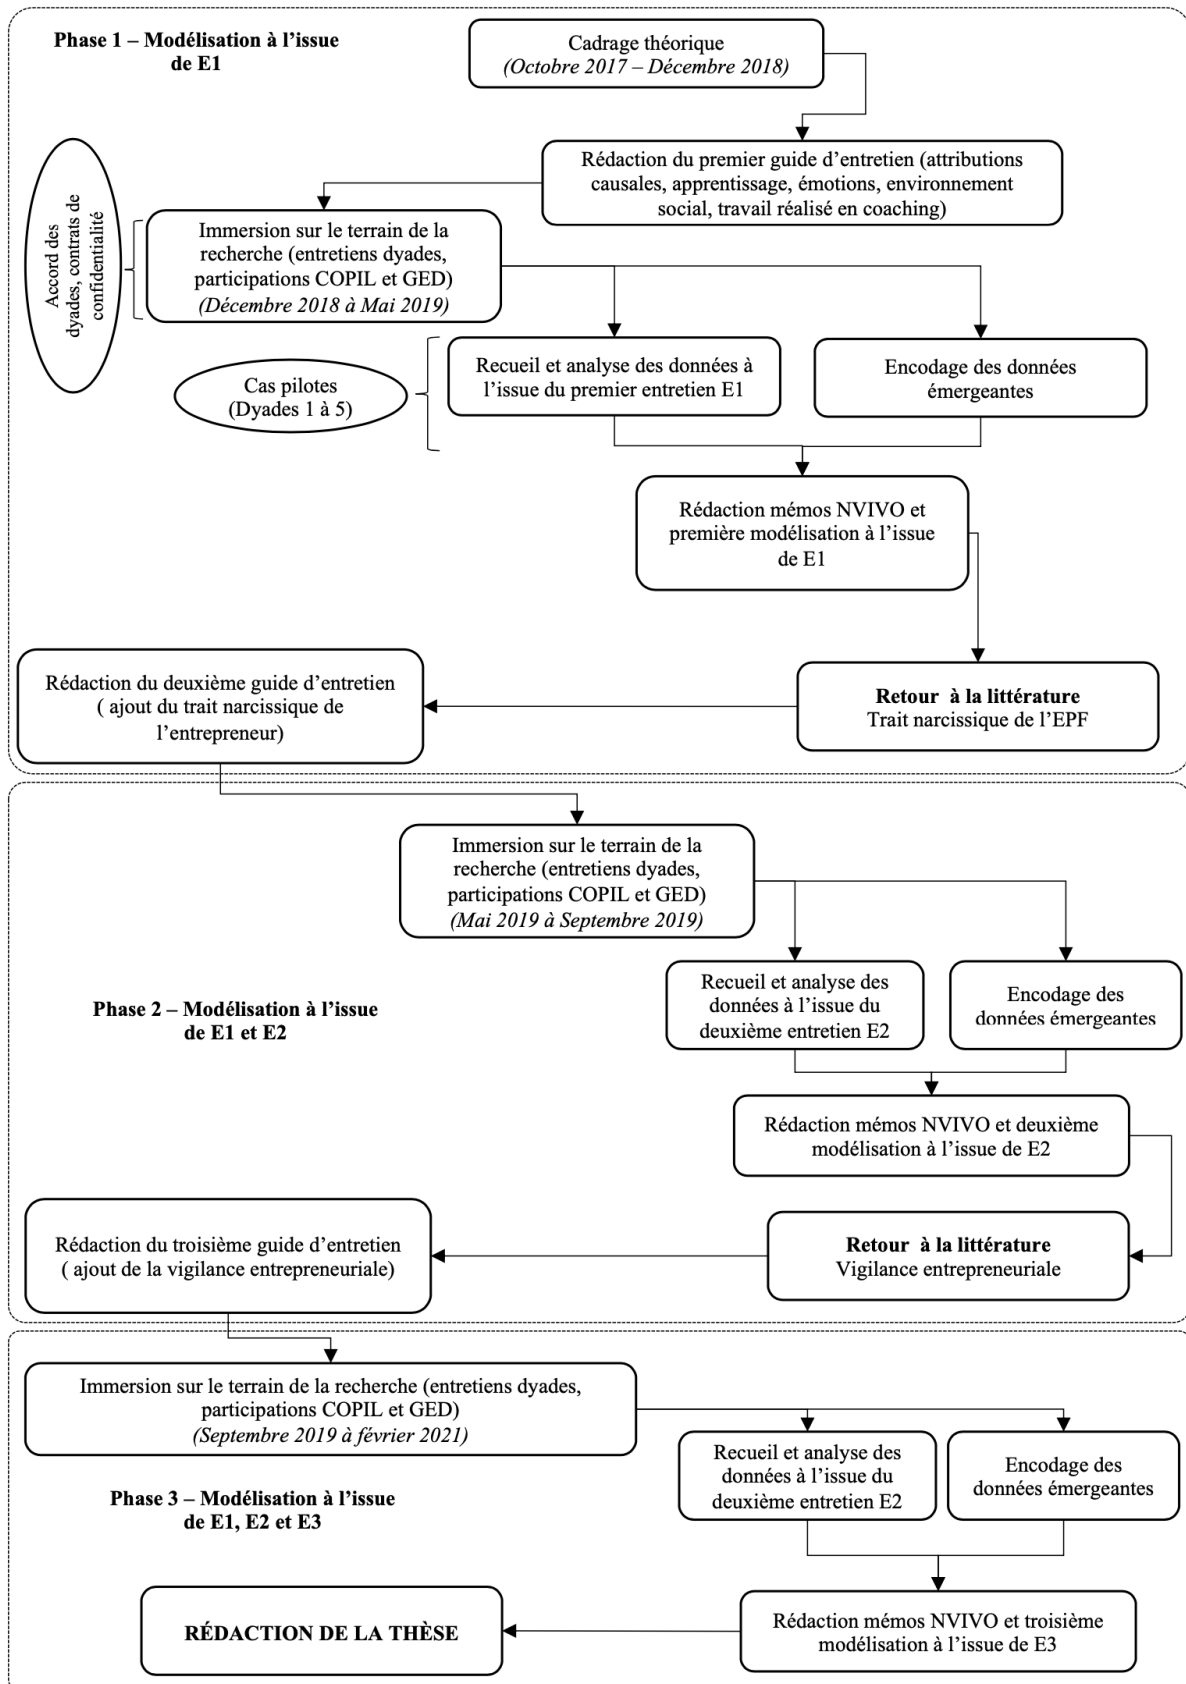 Phase 1 – Modélisation à l’issue
de E1
Cadrage théorique
(Octobre 2017 – Décembre 2018)
Rédaction du premier guide d’entretien (attributions
causales, apprentissage, émotions, environnement
social, travail réalisé en coaching)
Accord des
dyades, contrats de
confidentialité
Immersion sur le terrain de la
recherche (entretiens dyades,
participations COPIL et GED)
(Décembre 2018 à Mai 2019)
Cas pilotes
(Dyades 1 à 5)
Recueil et analyse des données à
l’issue du premier entretien E1
Encodage des données
émergeantes
Rédaction mémos NVIVO et
première modélisation à l’issue
de E1
Retour à la littérature
Trait narcissique de l’EPF
Rédaction du deuxième guide d’entretien
( ajout du trait narcissique de
l’entrepreneur)
Immersion sur le terrain de la
recherche (entretiens dyades,
participations COPIL et GED)
(Mai 2019 à Septembre 2019)
Phase 2 – Modélisation à l’issue
de E1 et E2
Recueil et analyse des
données à l’issue du
deuxième entretien E2
Encodage des
données émergeantes
Rédaction mémos NVIVO et deuxième
modélisation à l’issue de E2
Retour à la littérature
Vigilance entrepreneuriale
Rédaction du troisième guide d’entretien
( ajout de la vigilance entrepreneuriale)
Immersion sur le terrain de la recherche (entretiens dyades,
participations COPIL et GED)
(Septembre 2019 à février 2021)
Phase 3 – Modélisation à l’issue
de E1, E2 et E3
Recueil et analyse des
données à l’issue du
deuxième entretien E2
Encodage des
données émergeantes
Rédaction mémos NVIVO et troisième
modélisation à l’issue de E3
RÉDACTION DE LA THÈSE